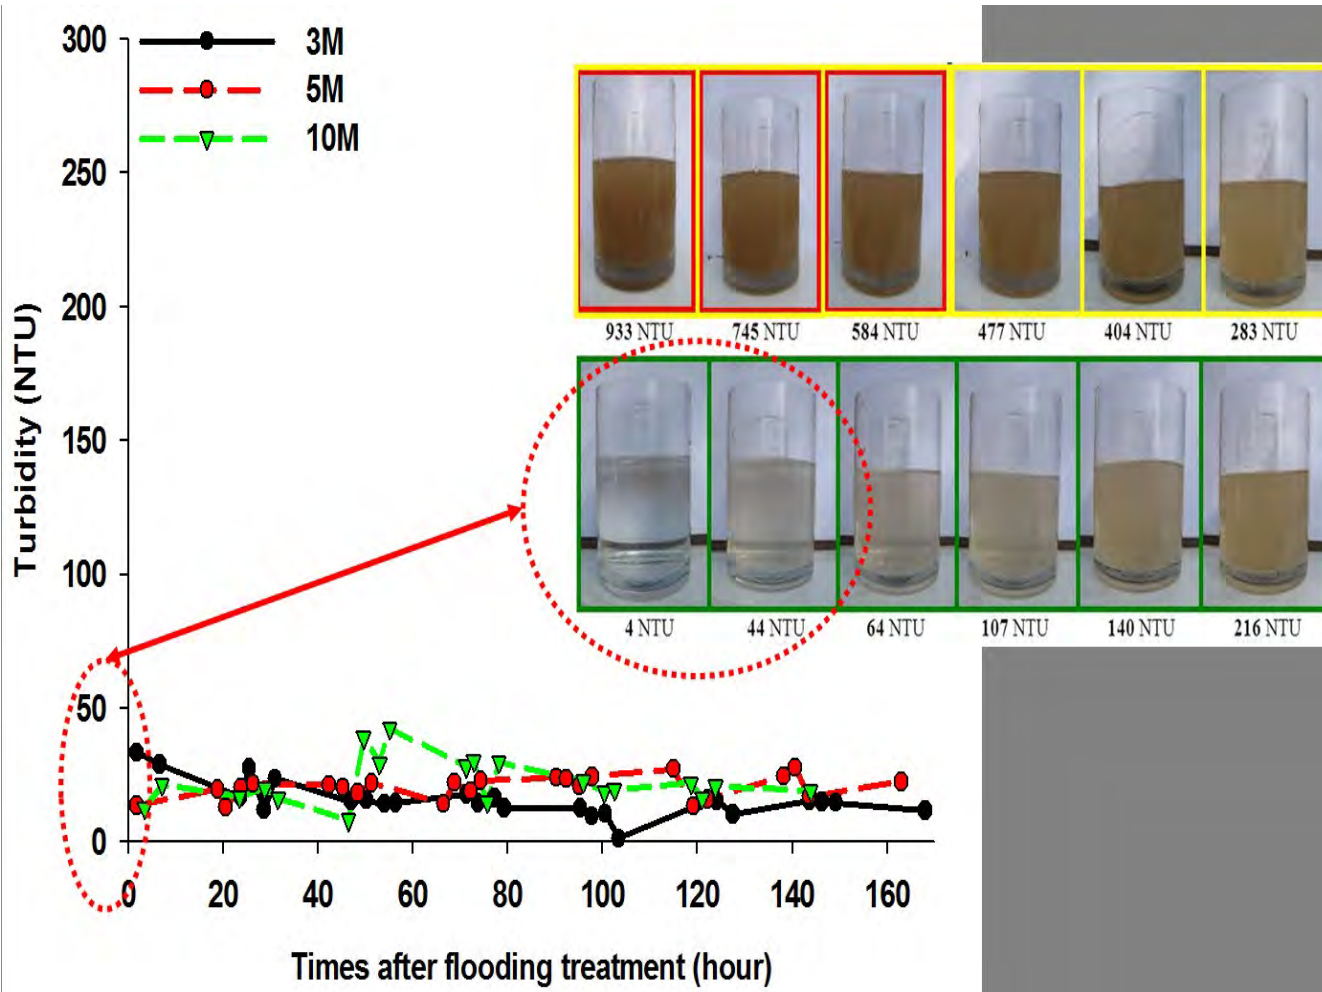 300
250
200
150
100
50
0
Turbidity (NTU)
3M
5M
10M
933 NTU 745 NTU 584 NTU 477 NTU 404 NTU 283 NTU
4 NTU 44 NTU 64 NTU 107 NTU 140 NTU 216 NTU
0 20 40 60 80 100 120 140 160
Times after flooding treatment (hour)